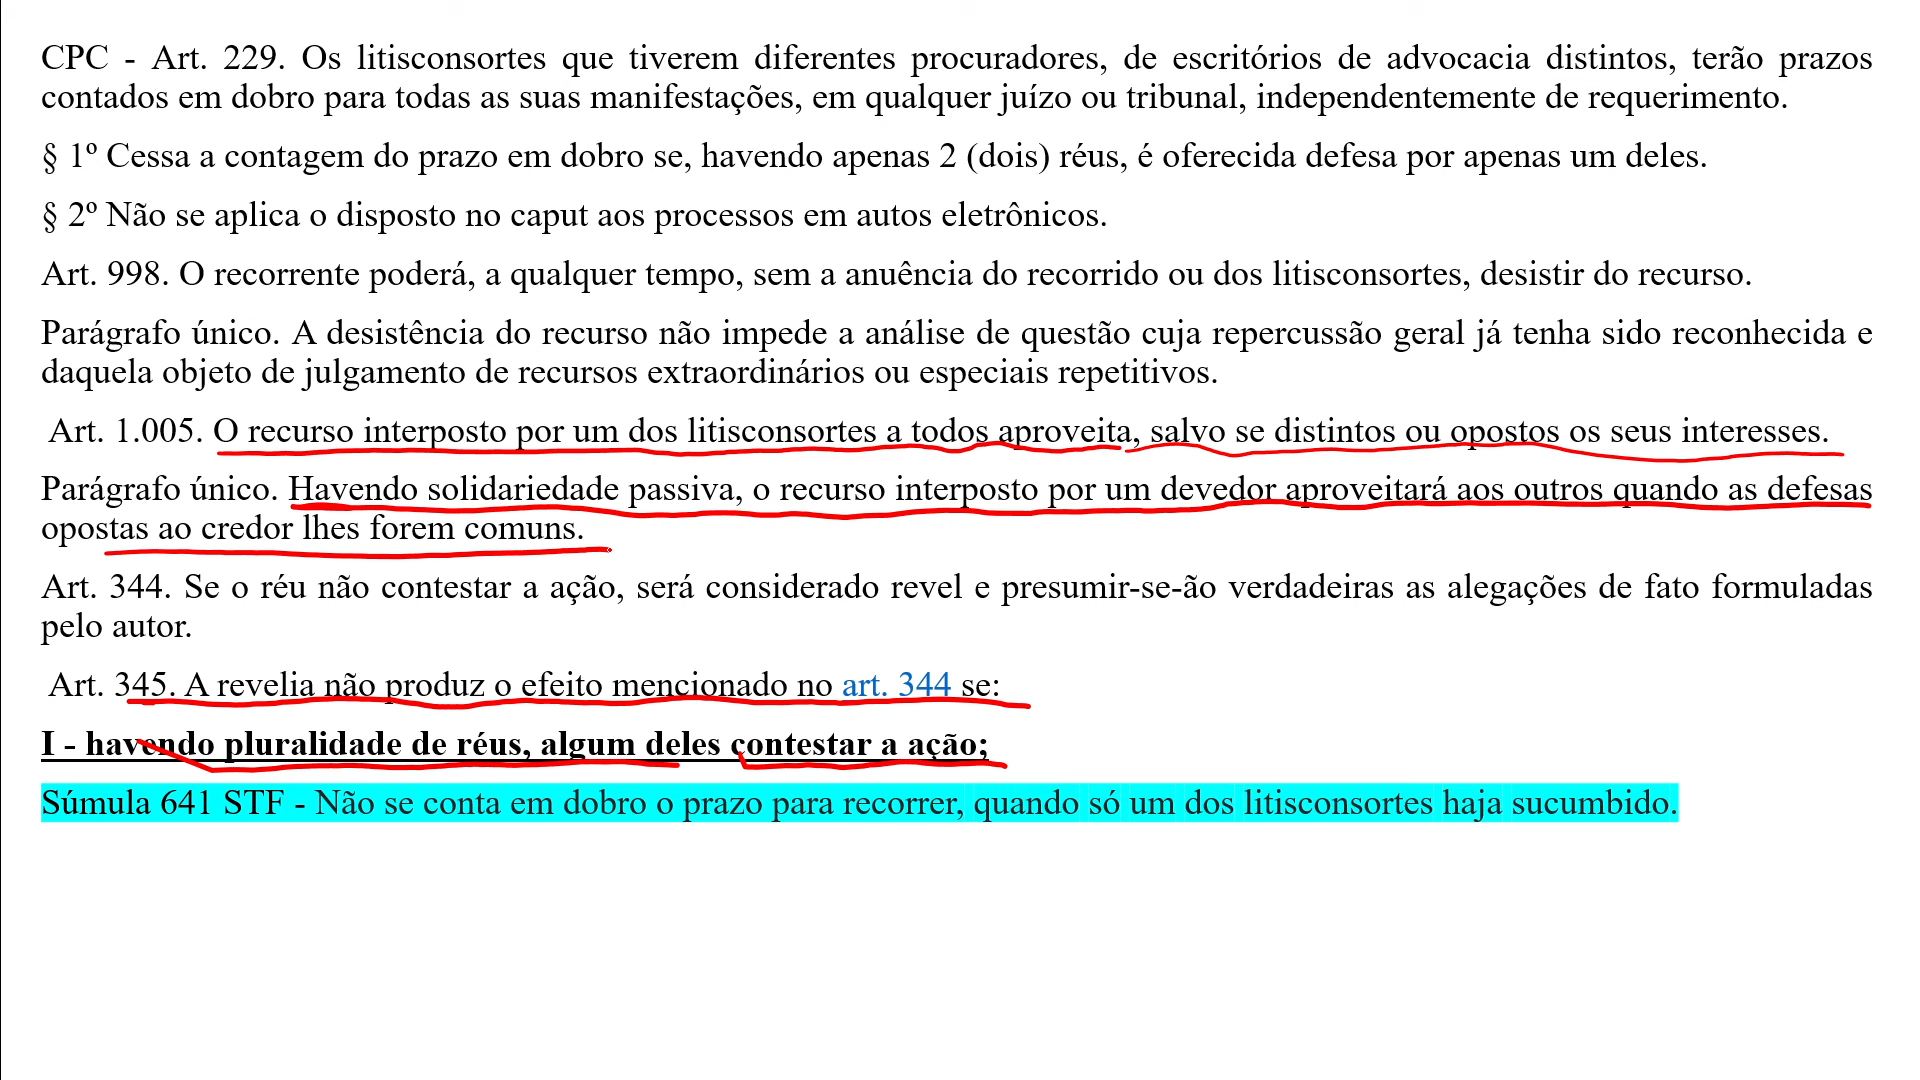 CPC - Art. 229. Os litisconsortes que tiverem diferentes procuradores, de escritórios de advocacia distintos, terão prazos
contados em dobro para todas as suas manifestações, em qualquer juízo ou tribunal, independentemente de requerimento.
§ 1º Cessa a contagem do prazo em dobro se, havendo apenas 2 (dois) réus, é oferecida defesa por apenas um deles.
§ 2º Não se aplica o disposto no caput aos processos em autos eletrônicos.
Art. 998. O recorrente poderá, a qualquer tempo, sem a anuência do recorrido ou dos litisconsortes, desistir do recurso.
Parágrafo único. A desistência do recurso não impede a análise de questão cuja repercussão geral já tenha sido reconhecida e
daquela objeto de julgamento de recursos extraordinários ou especiais repetitivos.
Art. 1.005. O recurso interposto por um dos litisconsortes a todos aproveita, salvo se distintos ou opostos os seus interesses.
Parágrafo único. Havendo solidariedade passiva, o recurso interposto por um devedor aproveitará aos outros quando as defesas
opostas ao credor lhes forem comuns.
Art. 344. Se o réu não contestar a ação, será considerado revel e presumir-se-ão verdadeiras as alegações de fato formuladas
pelo autor.
Art. 345. A revelia não produz o efeito mencionado no art. 344 se:
I - havendo pluralidade de réus, algum deles contestar a ação;
Súmula 641 STF - Não se conta em dobro o prazo para recorrer, quando só um dos litisconsortes haja sucumbido.